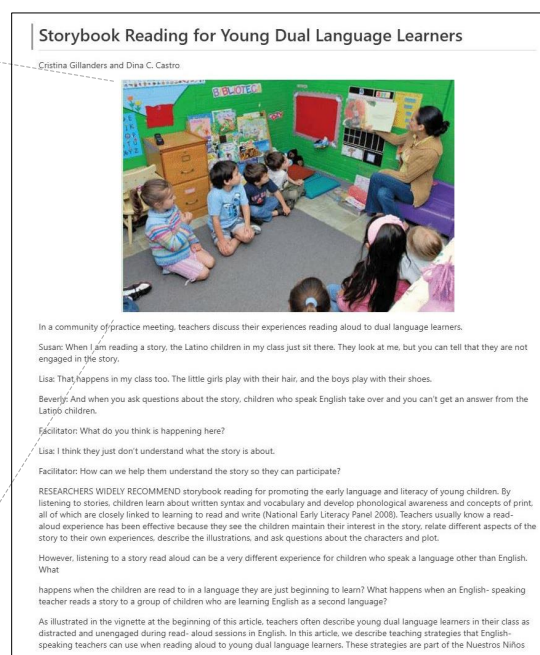 Storybook Reading for Young Dual Language Learners
Cristina Gillanders and Dina C. Castro
BIBLIOTECA
In a community of practice meeting, teachers discuss their experiences reading aloud to dual language learners.
Susan: When I am reading a story, the Latino children in my class just sit there. They look at me, but you can tell that they are not
engaged in the story.
Lisa: That happens in my class too. The little girls play with their hair, and the boys play with their shoes.
Beverly: And when you ask questions about the story, children who speak English take over and you can't get an answer from the
Latino children.
Facilitator: What do you think is happening here?
Lisa: I think they just don't understand what the story is about.
Facilitator: How can we help them understand the story so they can participate?
RESEARCHERS WIDELY RECOMMEND storybook reading for promoting the early language and literacy of young children. By
listening to stories, children learn about written syntax and vocabulary and develop phonological awareness and concepts of print,
all of which are closely linked to learning to read and write (National Early Literacy Panel 2008). Teachers usually know a read-
aloud experience has been effective because they see the children maintain their interest in the story, relate different aspects of the
story to their own experiences, describe the illustrations, and ask questions about the characters and plot.
However, listening to a story read aloud can be a very different experience for children who speak a language other than English.
What
happens when the children are read to in a language they are just beginning to learn? What happens when an English- speaking
teacher reads a story to a group of children who are learning English as a second language?
As illustrated in the vignette at the beginning of this article, teachers often describe young dual language learners in their class as
distracted and unengaged during read- aloud sessions in English. In this article, we describe teaching strategies that English-
speaking teachers can use when reading aloud to young dual language learners. These strategies are part of the Nuestros Niños